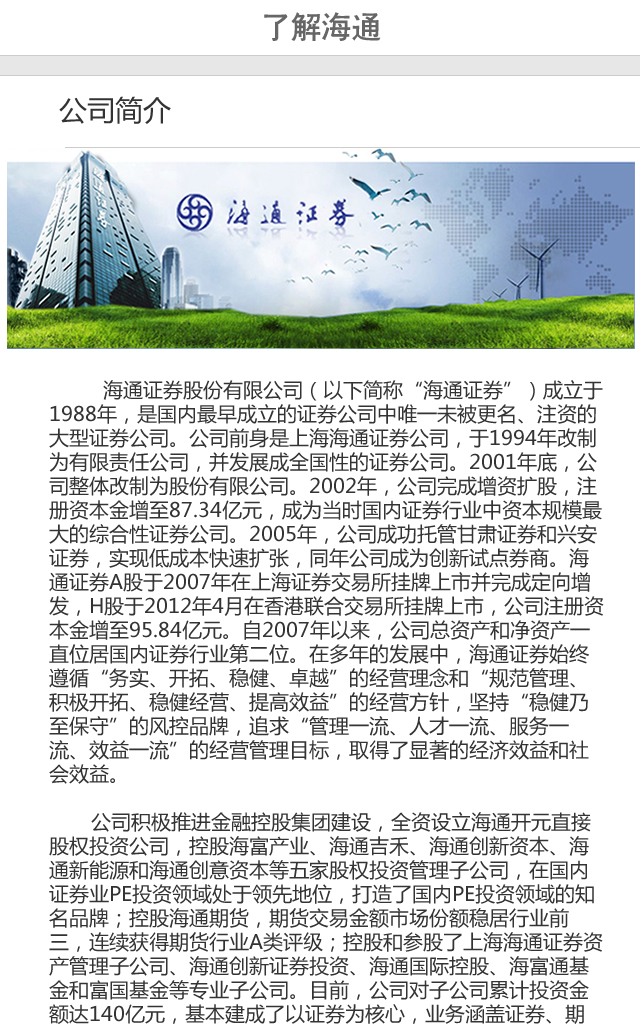 了解海通
公司简介
海通证券
海通证券股份有限公司（以下简称“海通证券”）成立于
1988年，是国内最早成立的证券公司中唯一未被更名、注资的
大型证券公司。公司前身是上海海通证券公司，于1994年改制
为有限责任公司，并发展成全国性的证券公司。2001年底，公
司整体改制为股份有限公司。2002年，公司完成增资扩股，注
册资本金增至87.34亿元，成为当时国内证券行业中资本规模最
大的综合性证券公司。2005年，公司成功托管甘肃证券和兴安
证券，实现低成本快速扩张，同年公司成为创新试点券商。海
通证券A股于2007年在上海证券交易所挂牌上市并完成定向增
发，H股于2012年4月在香港联合交易所挂牌上市，公司注册资
本金增至95.84亿元。自2007年以来，公司总资产和净资产一
直位居国内证券行业第二位。在多年的发展中，海通证券始终
遵循“务实、开拓、稳健、卓越”的经营理念和“规范管理、
积极开拓、稳健经营、提高效益”的经营方针，坚持“稳健乃
至保守”的风控品牌，追求“管理一流、人才一流、服务一
流、效益一流”的经营管理目标，取得了显著的经济效益和社
会效益。
公司积极推进金融控股集团建设，全资设立海通开元直接
股权投资公司，控股海富产业、海通吉禾、海通创新资本、海
通新能源和海通创意资本等五家股权投资管理子公司，在国内
证券业PE投资领域处于领先地位，打造了国内PE投资领域的知
名品牌；控股海通期货，期货交易金额市场份额稳居行业前
三，连续获得期货行业A类评级；控股和参股了上海海通证券资
产管理子公司、海通创新证券投资、海通国际控股、海富通基
金和富国基金等专业子公司。目前，公司对子公司累计投资金
额达140亿元，基本建成了以证券为核心，业务涵盖证券、期